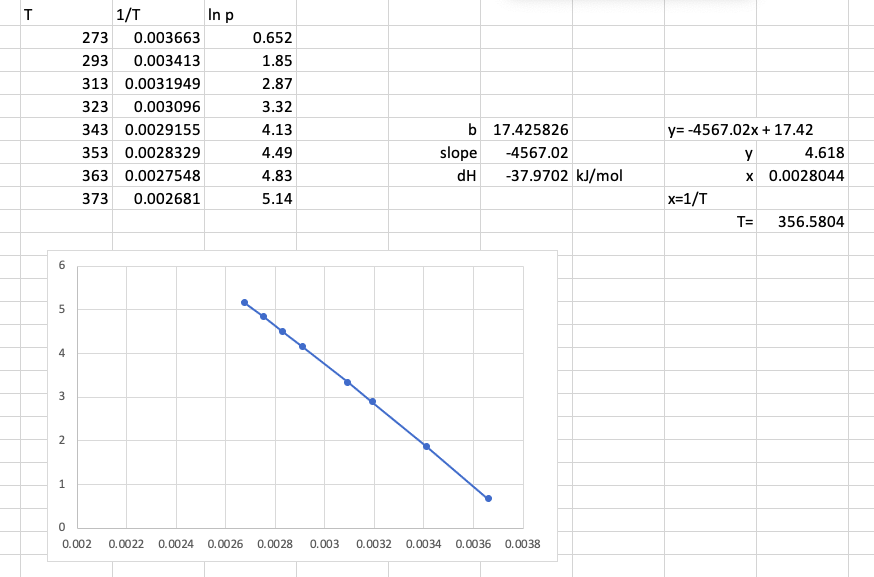 T 1/T ln p
273 0.003663 0.652
293 0.003413 1.85
313 0.0031949 2.87
323 0.003096 3.32
343 0.0029155 4.13 b 17.425826 y= -4567.02x + 17.42
353 0.0028329 4.49 slope -4567.02 y 4.618
363 0.0027548 4.83 dH -37.9702 kJ/mol x 0.0028044
373 0.002681 5.14 x=1/T
T= 356.5804
6
5
4
3
2
1
0
0.002 0.0022 0.0024 0.0026 0.0028 0.003 0.0032 0.0034 0.0036 0.0038